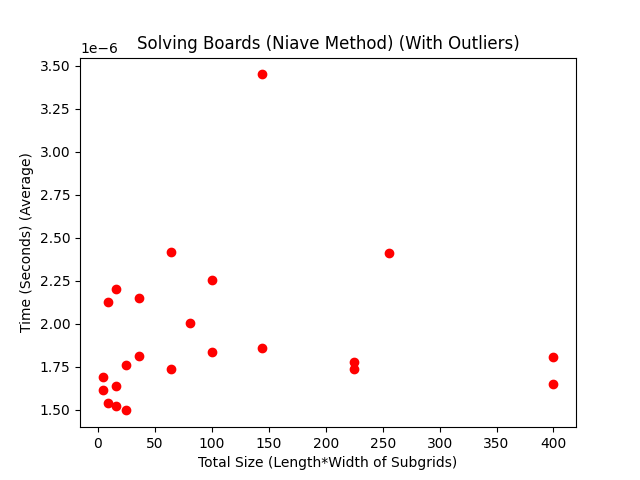 Solving Boards (Niave Method) (With Outliers)
1e−6
3.50
3.25
3.00
2.75
2.50
2.25
2.00
1.75
1.50
Time (Seconds) (Average)
0 50 100 150 200 250 300 350 400
Total Size (Length*Width of Subgrids)